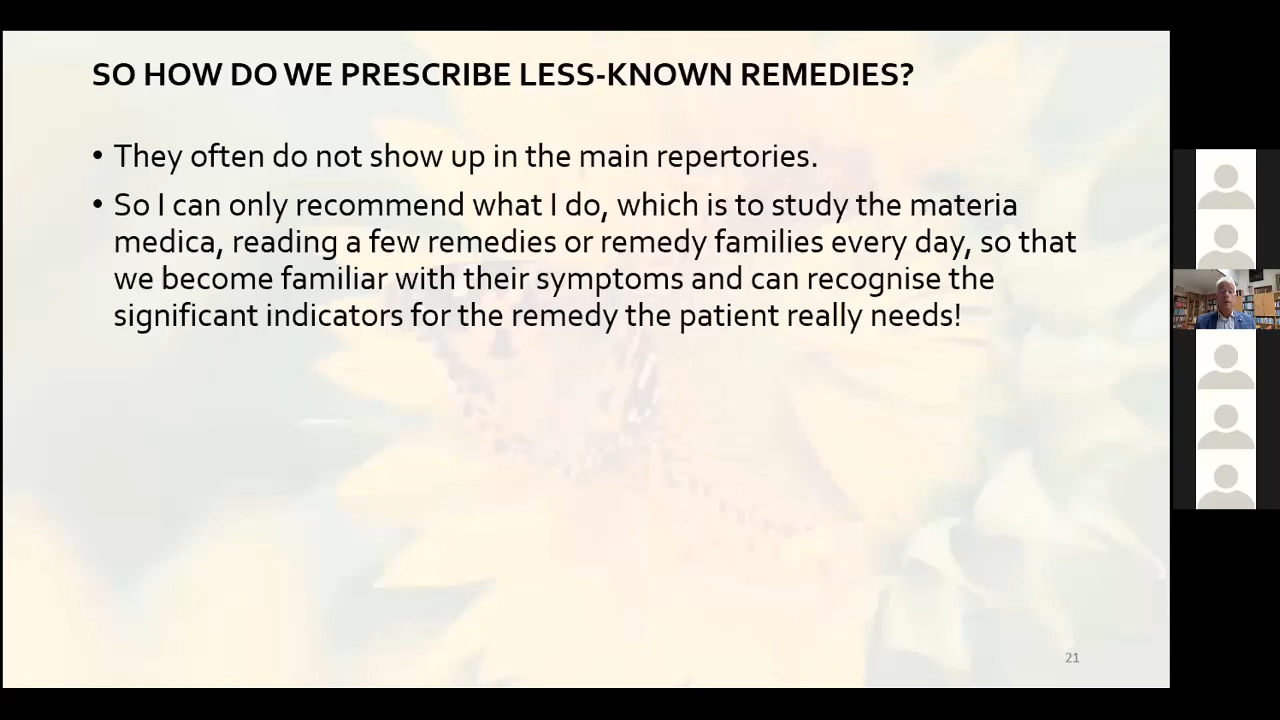 SO HOW DO WE PRESCRIBE LESS-KNOWN REMEDIES?
• They often do not show up in the main repertories.
• So I can only recommend what I do, which is to study the materia
medica, reading a few remedies or remedy families every day, so that
we become familiar with their symptoms and can recognise the
significant indicators for the remedy the patient really needs!
21